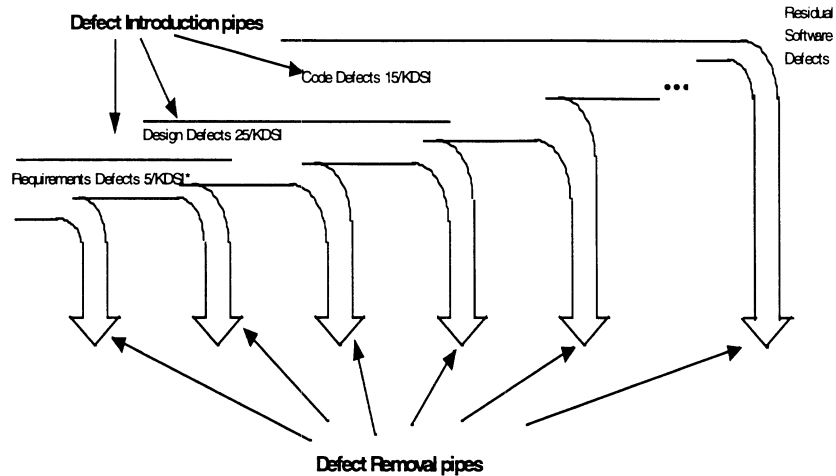 Defect Introduction pipes
Residual
Software
Defects
Code Defects 15/KDSI
•••
Design Defects 25/KDSI
Requirements Defects 5/KDSI*
Defect Removal pipes